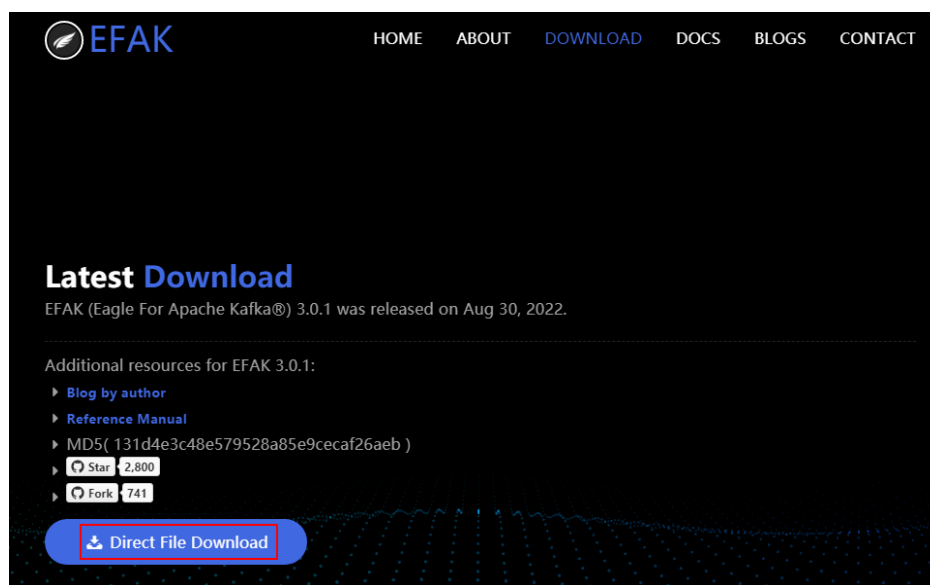 EFAK HOME ABOUT DOWNLOAD DOCS BLOGS CONTACT
Latest Download
EFAK (Eagle For Apache Kafka®) 3.0.1 was released on Aug 30, 2022.
Additional resources for EFAK 3.0.1:
Blog by author
Reference Manual
MD5( 131d4e3c48e579528a85e9cecaf26aeb )
Star 2,800
Fork 741
Direct File Download